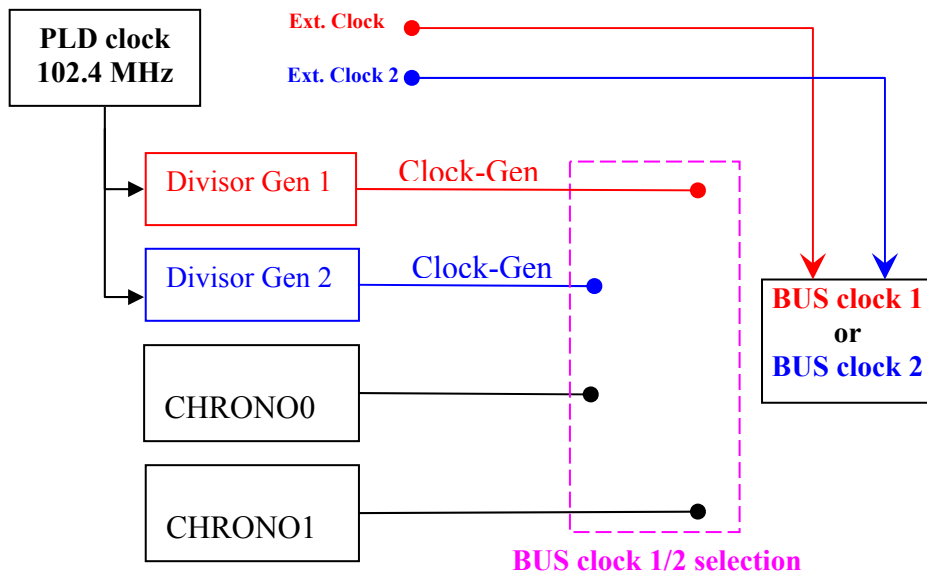 PLD clock
102.4 MHz
Ext. Clock
Ext. Clock 2
Divisor Gen 1
Clock-Gen
Divisor Gen 2
Clock-Gen
BUS clock 1
or
BUS clock 2
CHRONO0
CHRONO1
BUS clock 1/2 selection